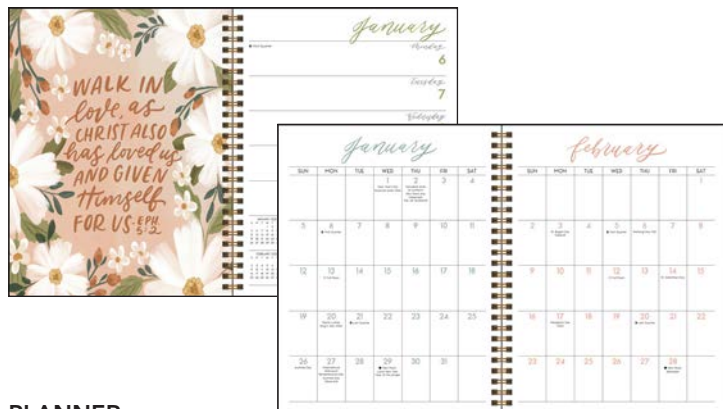 WALK IN
love, as
CHRIST ALSO
has loved us
AND GIVEN
Himself
FOR US. EPH.
5:2
January
Monday
6
Tuesday
7
Wednesday
January
SUN MON TUE WED THU FRI SAT
1 2 3 4
5 6 7 8 9 10 11
12 13 14 15 16 17 18
19 20 21 22 23 24 25
26 27 28 29 30 31
february
SUN MON TUE WED THU FRI SAT
1
2 3 4 5 6 7 8
9 10 11 12 13 14 15
16 17 18 19 20 21 22
23 24 25 26 27 28
PLANNER